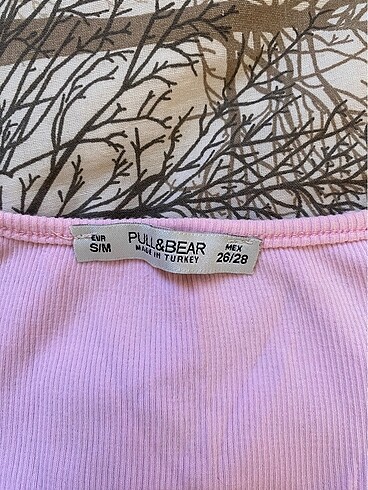 EUR
S/M
PULL&BEAR
MADE IN TURKEY
MEX
26/28